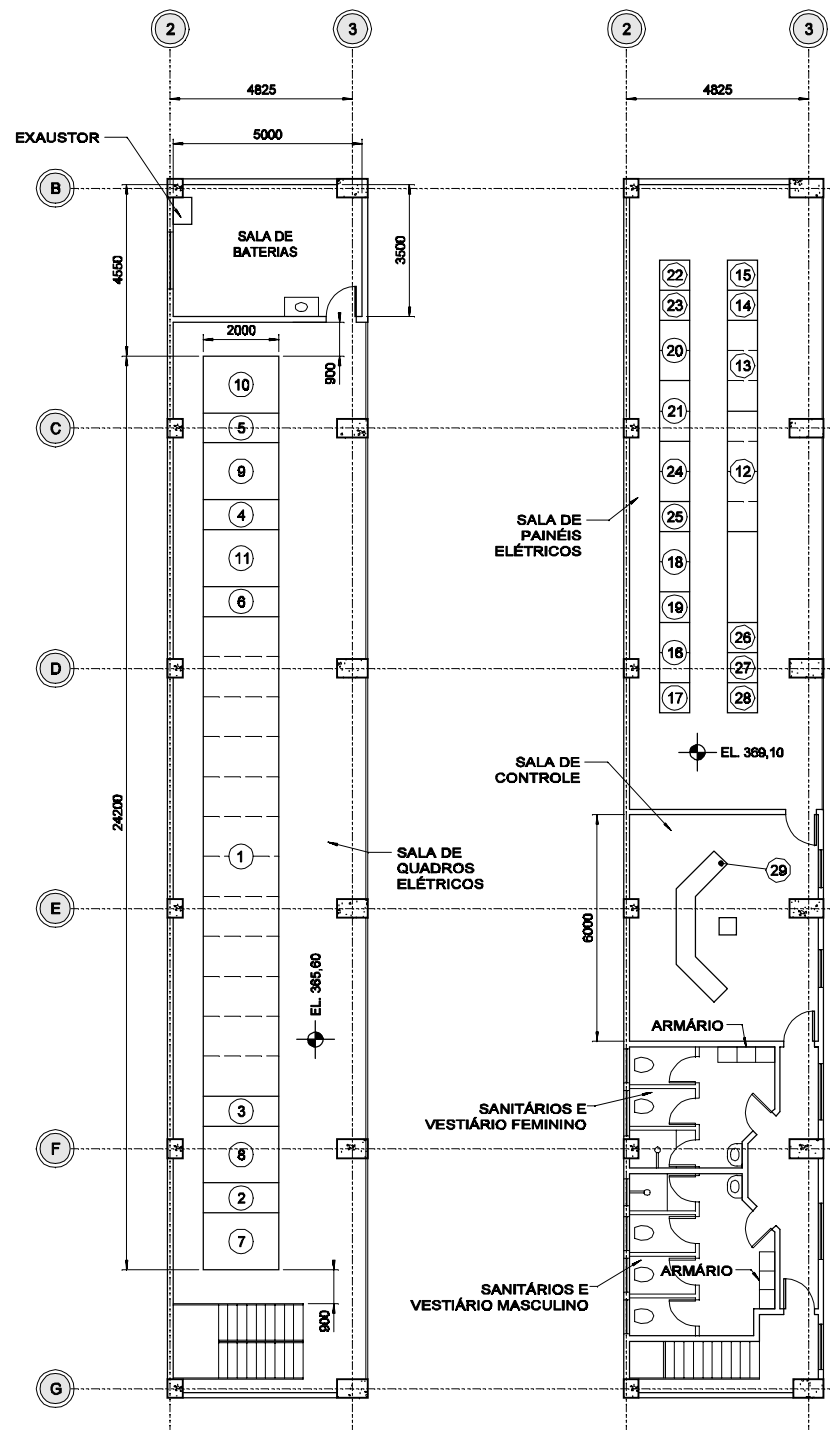 2
3
2
3
4825
4825
5000
EXAUSTOR
B
SALA DE
BATERIAS
4550
3500
2000
900
10
5
C
9
4
11
6
D
24200
1
SALA DE
QUADROS
ELÉTRICOS
E
EL. 365,60
3
8
F
2
7
900
G
22
15
23
14
20
13
21
24
12
SALA DE
PAINÉIS
ELÉTRICOS
25
18
19
26
16
27
17
28
EL. 369,10
SALA DE
CONTROLE
29
6000
ARMÁRIO
SANITÁRIOS E
VESTIÁRIO FEMININO
ARMÁRIO
SANITÁRIOS E
VESTIÁRIO MASCULINO